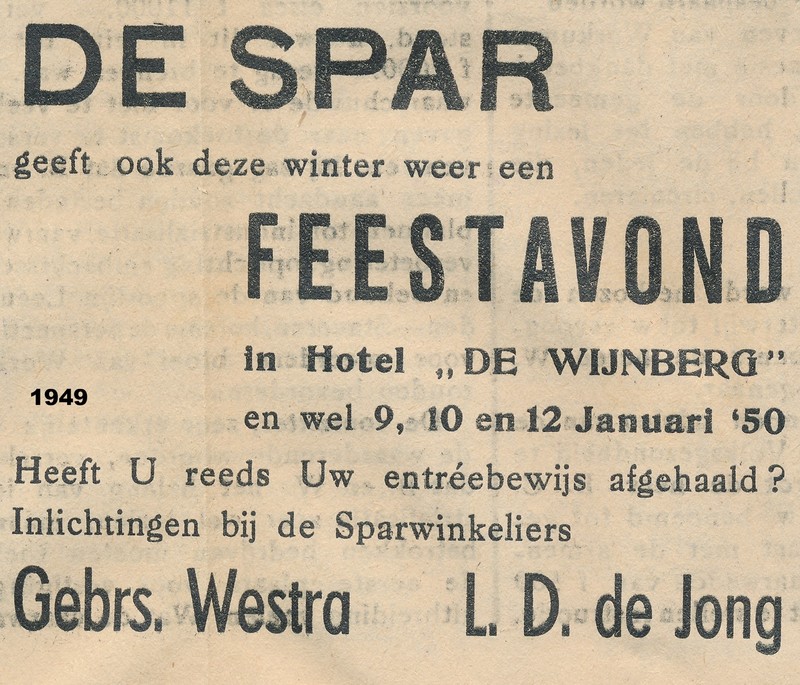 DE SPAR
geeft ook deze winter weer een
FEESTAVOND
in Hotel „DE WIJNBERG”
1949
en wel 9, 10 en 12 Januari ‘50
Heeft U reeds Uw entréebewijs afgehaald?
Inlichtingen bij de Sparwinkeliers
Gebrs. Westra L. D. de Jong